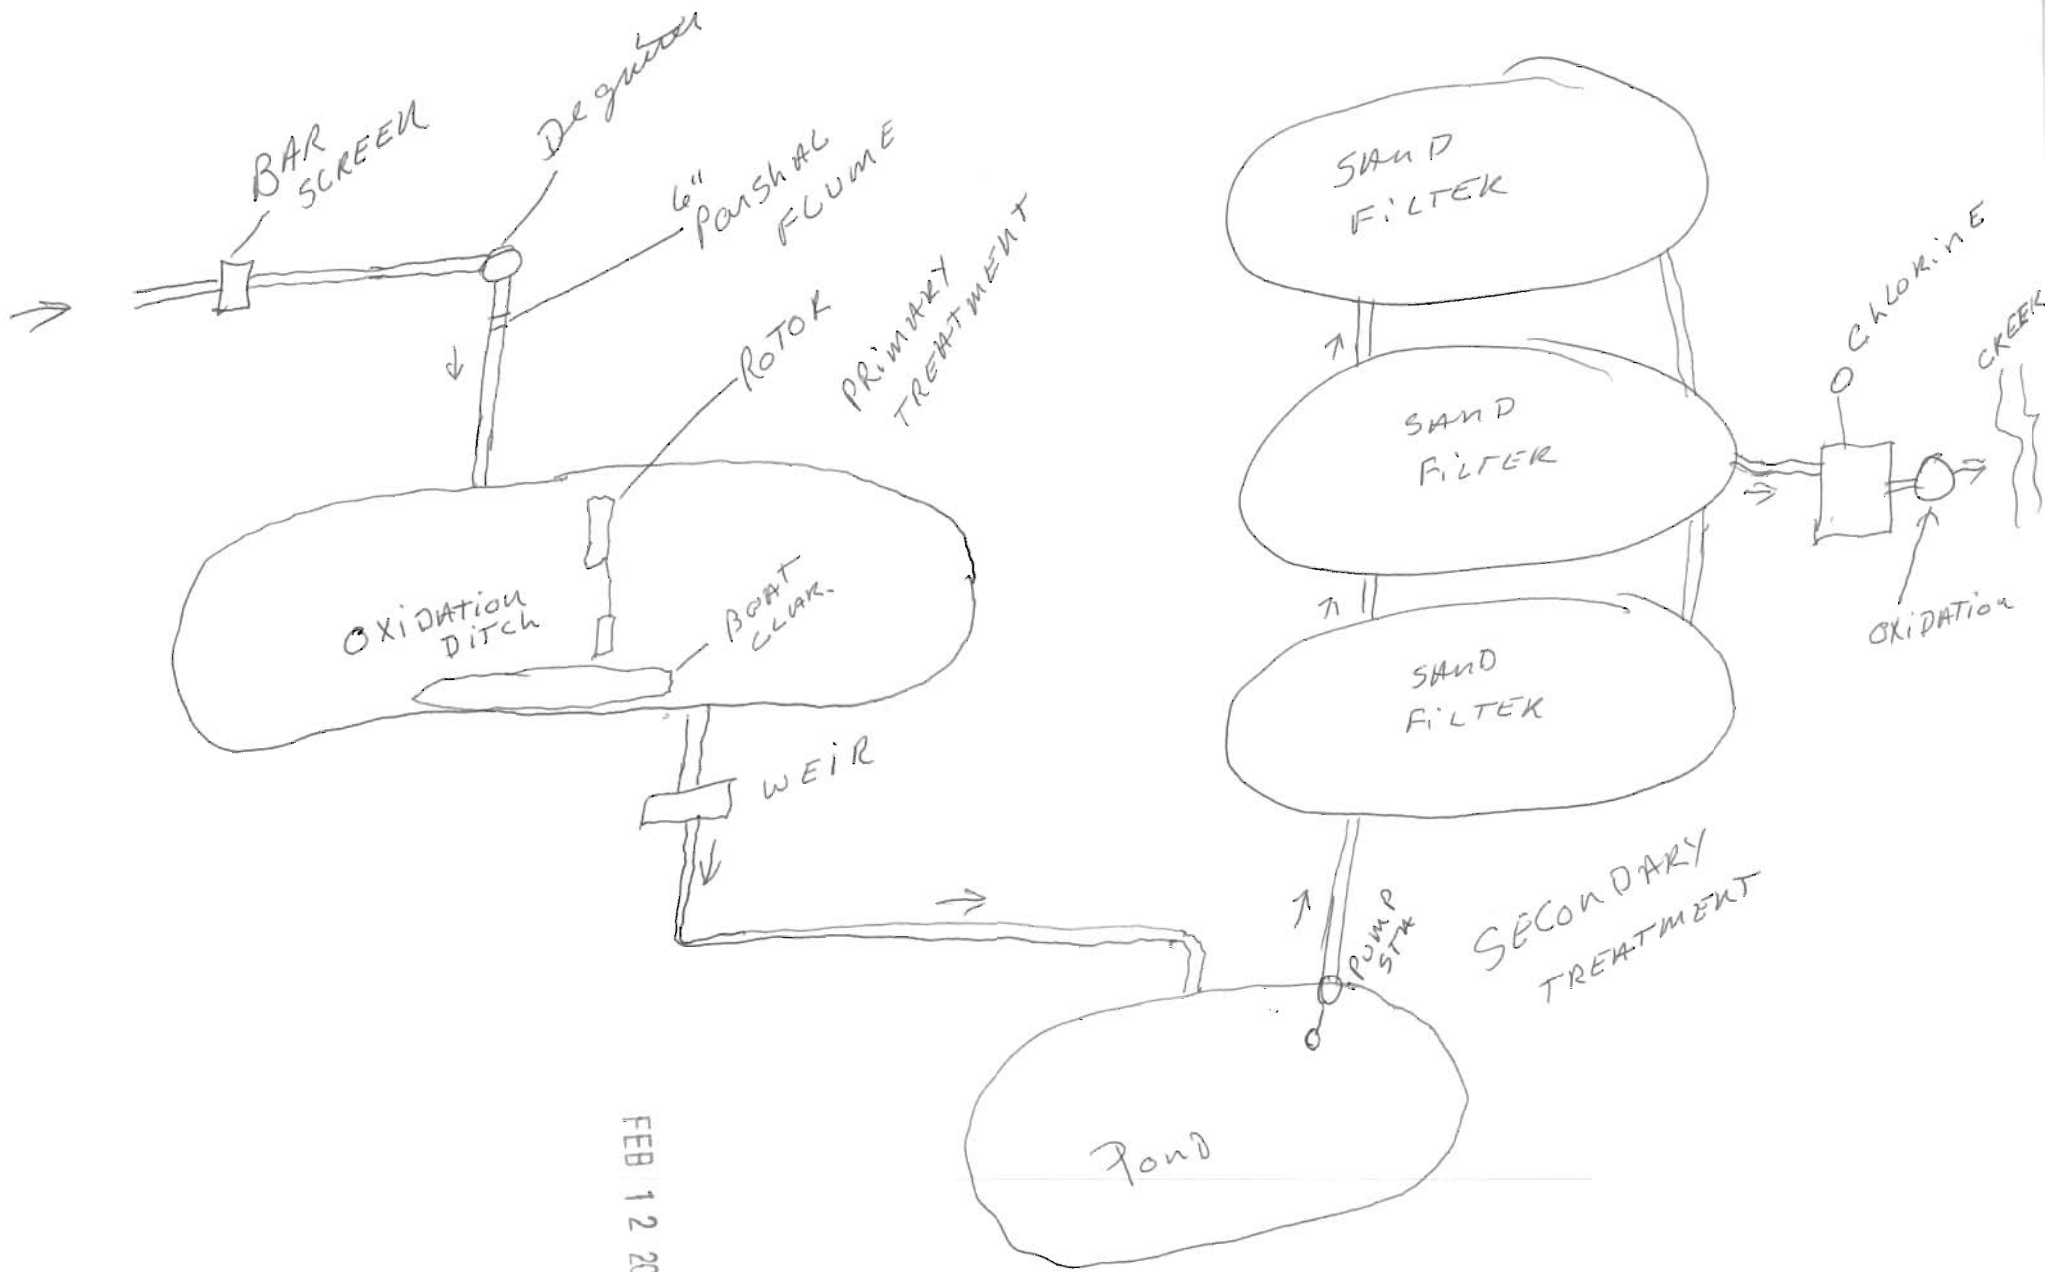 BAR
SCREEN
Degritter
6"
Parshal
FLUME
ROTOR
PRIMARY
TREATMENT
OXiDATion
DiTCh
BOAT
CLAR.
WEiR
PonD
PUMP
STA
SECONDARY
TREATMENT
SAND
FiLTER
SAND
FiLTER
SAND
FiLTER
ChLORiNE
CREEK
OXiDATion
FEB 12 20